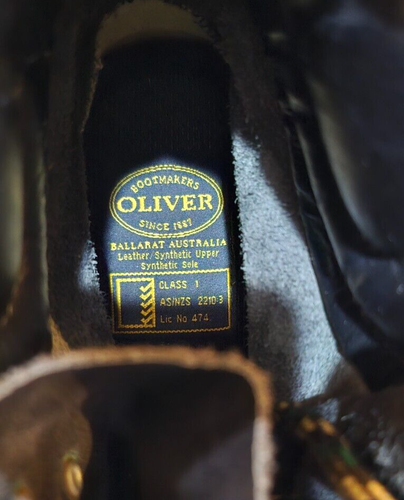 BOOTMAKERS
OLIVER
SINCE 1887
BALLARAT AUSTRALIA
Leather/Synthetic Upper
Synthetic Sole
CLASS 1
AS/NZS 2210·3
Lic No 474